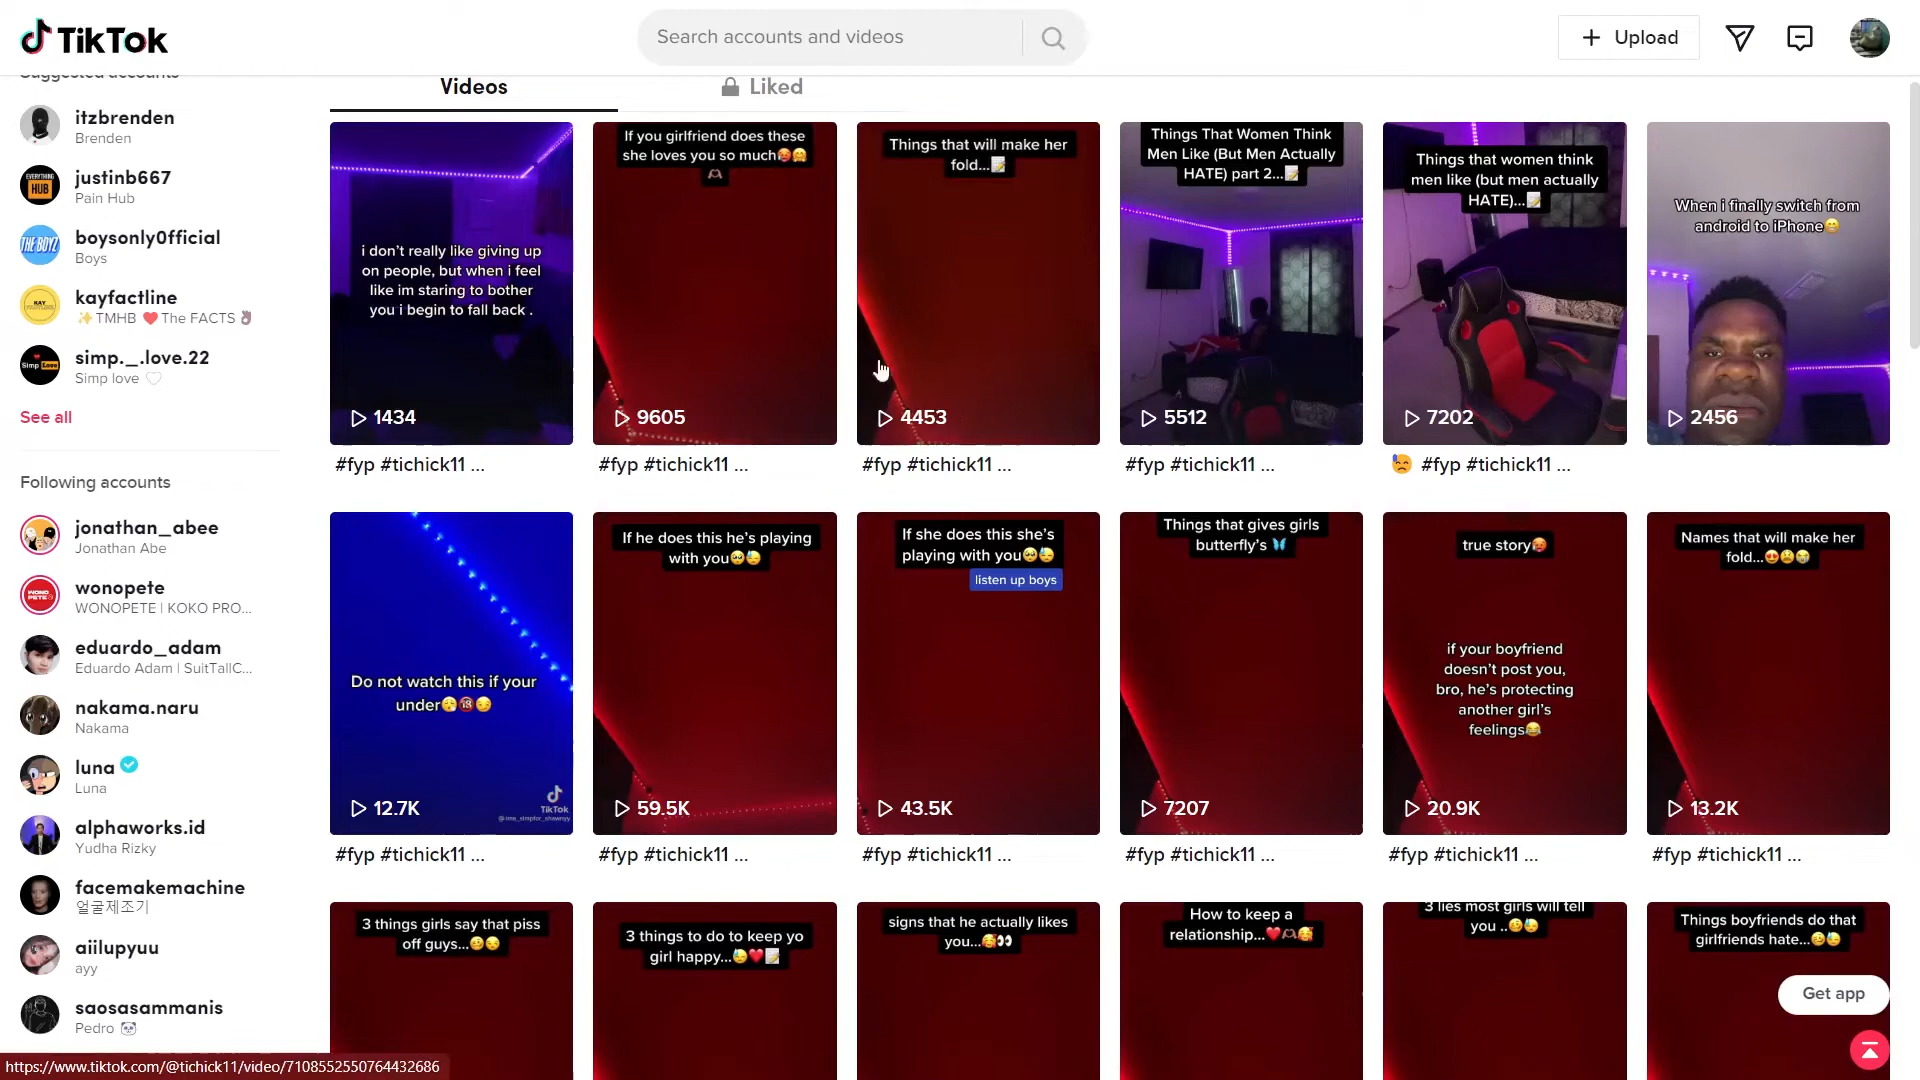 TikTok
Search accounts and videos
Upload
Suggested accounts
itzbrenden
Brenden
EVERYTHING
HUB
justinb667
Pain Hub
THE BOYZ
boysonly0fficial
Boys
KAY
kayfactline
✨TMHB ❤️The FACTS
Simp Love
simp._.love.22
Simp love 🤍
See all
Following accounts
jonathan_abee
Jonathan Abe
WONO
PETE
wonopete
WONOPETE | KOKO PRO...
eduardo_adam
Eduardo Adam | SuitTallC...
nakama.naru
Nakama
luna
Luna
alphaworks.id
Yudha Rizky
facemakemachine
얼굴제조기
aiilupyuu
ayy
saosasammanis
Pedro 🐼
Videos
Liked
i don't really like giving up
on people, but when i feel
like im staring to bother
you i begin to fall back .
1434
#fyp #tichick11 ...
If you girlfriend does these
she loves you so much🥵🤗
🫶🏾
9605
#fyp #tichick11 ...
Things that will make her
fold...📝
4453
#fyp #tichick11 ...
Things That Women Think
Men Like (But Men Actually
HATE) part 2...📝
5512
#fyp #tichick11 ...
Things that women think
men like (but men actually
HATE)...📝
7202
😓 #fyp #tichick11 ...
When i finally switch from
android to iPhone😁
2456
Do not watch this if your
under😮‍💨🔞😏
12.7K
TikTok
#fyp #tichick11 ...
If he does this he's playing
with you🥺😓
59.5K
#fyp #tichick11 ...
If she does this she's
playing with you🥺😓
listen up boys
43.5K
#fyp #tichick11 ...
Things that gives girls
butterfly's 🦋
7207
#fyp #tichick11 ...
true story🥵
if your boyfriend
doesn't post you,
bro, he's protecting
another girl's
feelings😂
20.9K
#fyp #tichick11 ...
Names that will make her
fold...😍😫😭
13.2K
#fyp #tichick11 ...
3 things girls say that piss
off guys...🥴😏
3 things to do to keep yo
girl happy...😓❤️📝
signs that he actually likes
you...🥰👀
How to keep a
relationship...❤️🫶🏾🥰
3 lies most girls will tell
you ..🥴😓
Things boyfriends do that
girlfriends hate...🥴😓
Get app
https://www.tiktok.com/@tichick11/video/7108552550764432686